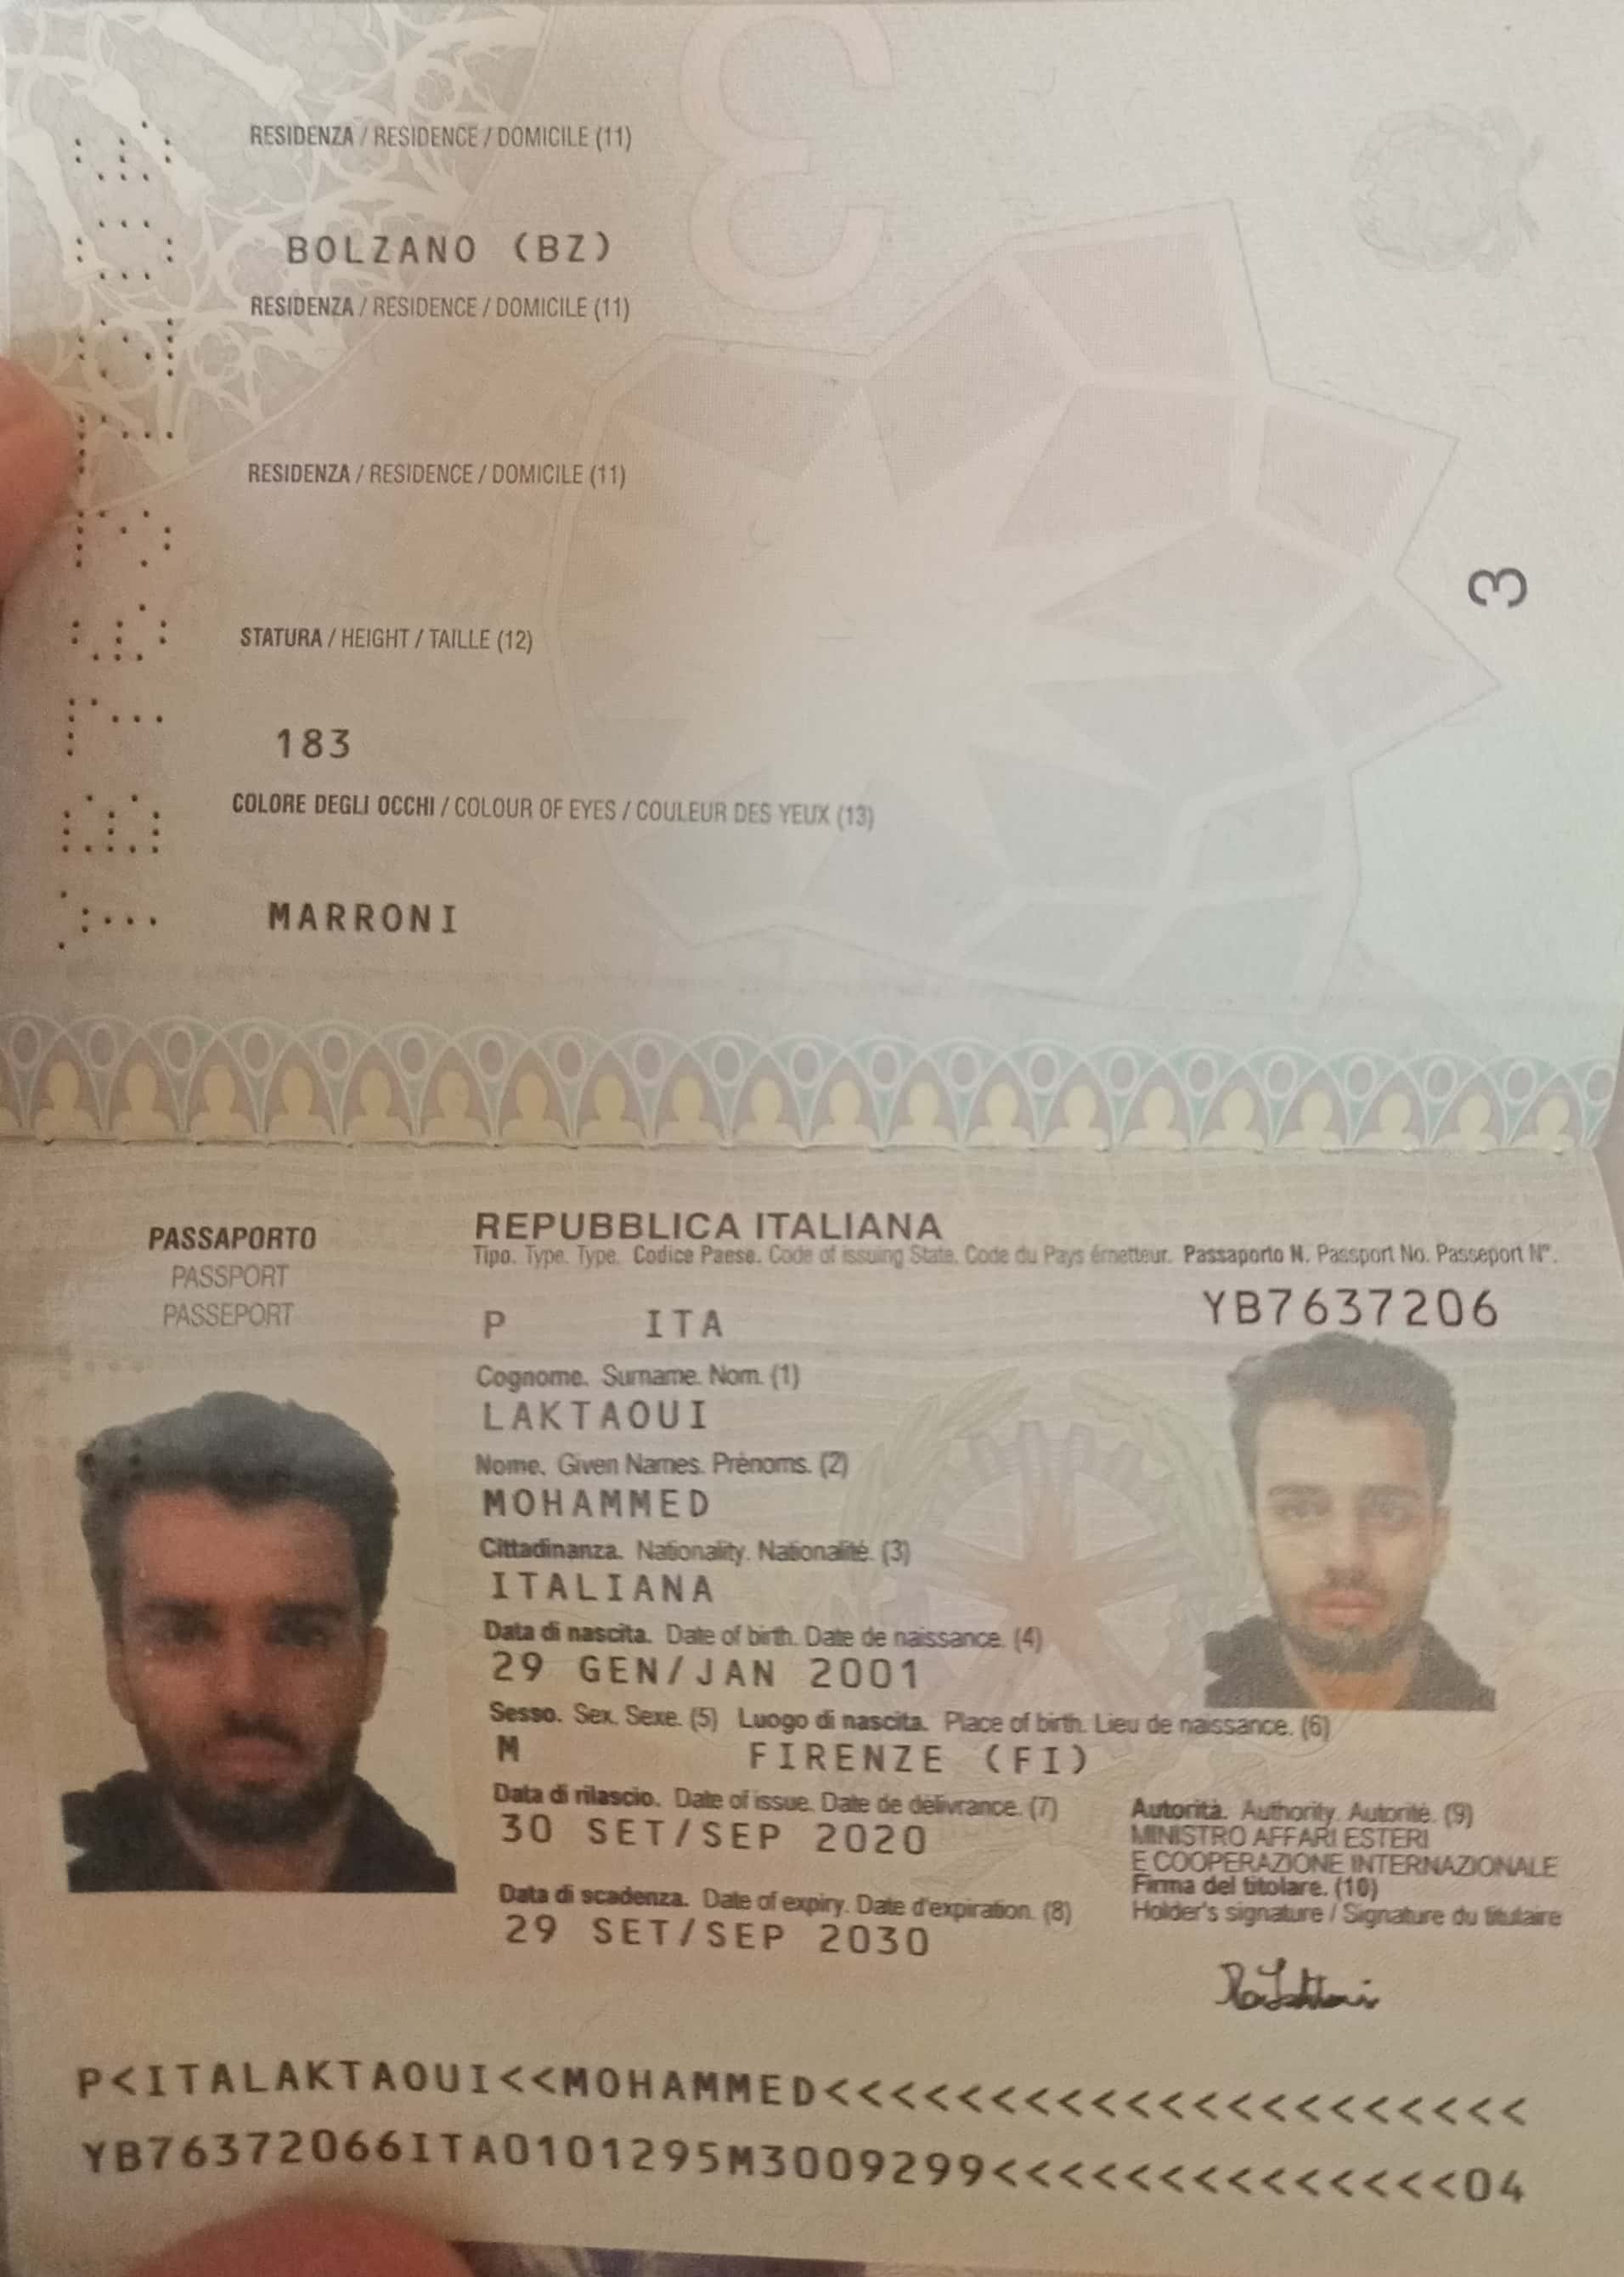 RESIDENZA / RESIDENCE / DOMICILE (11)
BOLZANO (BZ)
RESIDENZA / RESIDENCE / DOMICILE (11)
RESIDENZA / RESIDENCE / DOMICILE (11)
3
STATURA / HEIGHT / TAILLE (12)
183
COLORE DEGLI OCCHI / COLOUR OF EYES / COULEUR DES YEUX (13)
MARRONI
PASSAPORTO
PASSPORT
PASSEPORT
REPUBBLICA ITALIANA
Tipo. Type. Type. Codice Paese. Code of issuing State. Code du Pays émetteur. Passaporto N. Passport No. Passeport N°.
P ITA YB7637206
Cognome. Surname. Nom. (1)
LAKTAOUI
Nome. Given Names. Prénoms. (2)
MOHAMMED
Cittadinanza. Nationality. Nationalité. (3)
ITALIANA
Data di nascita. Date of birth. Date de naissance. (4)
29 GEN/JAN 2001
Sesso. Sex. Sexe. (5) Luogo di nascita. Place of birth. Lieu de naissance. (6)
M FIRENZE (FI)
Data di rilascio. Date of issue. Date de délivrance. (7)
30 SET/SEP 2020
Data di scadenza. Date of expiry. Date d'expiration. (8)
29 SET/SEP 2030
Autorità. Authority. Autorité. (9)
MINISTRO AFFARI ESTERI
E COOPERAZIONE INTERNAZIONALE
Firma del titolare. (10)
Holder's signature / Signature du titulaire
P<ITALAKTAOUI<<MOHAMMED<<<<<<<<<<<<<<<<<<<<<
YB76372066ITA0101295M3009299<<<<<<<<<<<<<<04